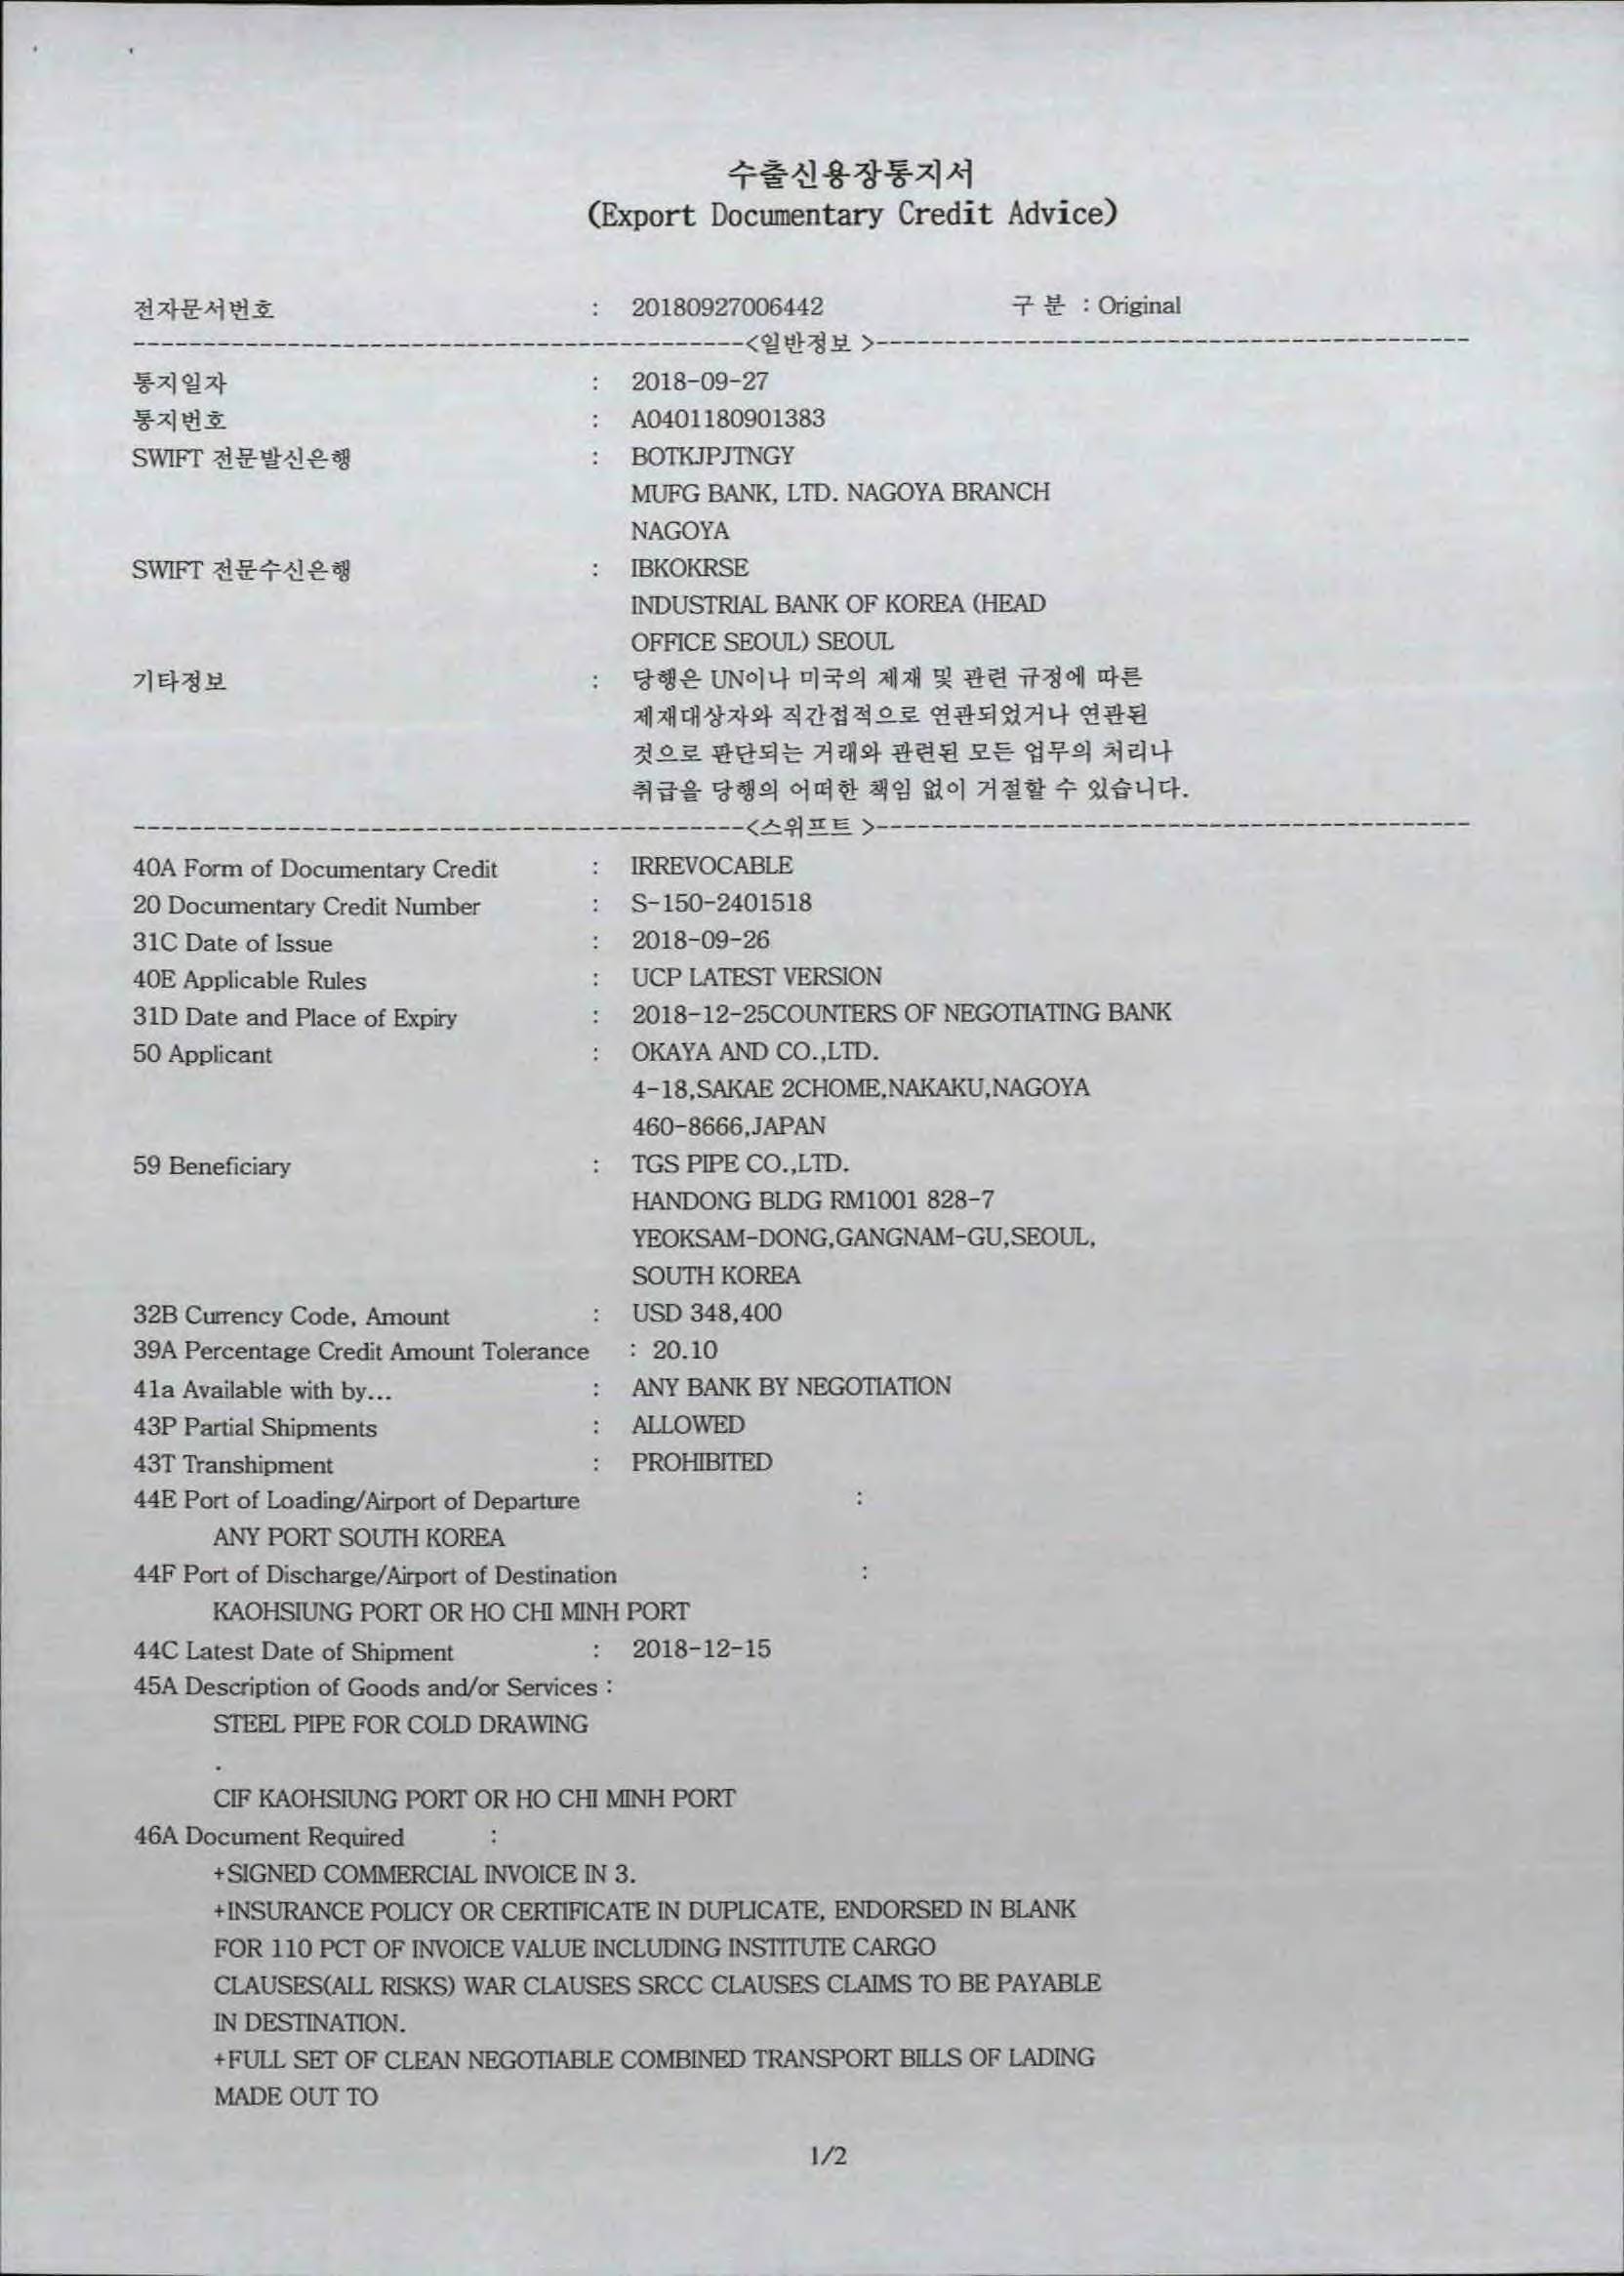 수출신용장통지서
(Export Documentary Credit Advice)
전자문서번호 : 20180927006442 구 분 : Original
--------------------------------------------<일반정보 >-------------------------------------------
통지일자 : 2018-09-27
통지번호 : A0401180901383
SWIFT 전문발신은행 : BOTKJPJTNGY
MUFG BANK, LTD. NAGOYA BRANCH
NAGOYA
SWIFT 전문수신은행 : IBKOKRSE
INDUSTRIAL BANK OF KOREA (HEAD
OFFICE SEOUL) SEOUL
기타정보 : 당행은 UN이나 미국의 제재 및 관련 규정에 따른
제재대상자와 직간접적으로 연관되었거나 연관된
것으로 판단되는 거래와 관련된 모든 업무의 처리나
취급을 당행의 어떠한 책임 없이 거절할 수 있습니다.
--------------------------------------------<스위프트 >-------------------------------------------
40A Form of Documentary Credit : IRREVOCABLE
20 Documentary Credit Number : S-150-2401518
31C Date of Issue : 2018-09-26
40E Applicable Rules : UCP LATEST VERSION
31D Date and Place of Expiry : 2018-12-25COUNTERS OF NEGOTIATING BANK
50 Applicant : OKAYA AND CO.,LTD.
4-18,SAKAE 2CHOME,NAKAKU,NAGOYA
460-8666,JAPAN
59 Beneficiary : TGS PIPE CO.,LTD.
HANDONG BLDG RM1001 828-7
YEOKSAM-DONG,GANGNAM-GU,SEOUL,
SOUTH KOREA
32B Currency Code, Amount : USD 348,400
39A Percentage Credit Amount Tolerance : 20.10
41a Available with by... : ANY BANK BY NEGOTIATION
43P Partial Shipments : ALLOWED
43T Transhipment : PROHIBITED
44E Port of Loading/Airport of Departure :
ANY PORT SOUTH KOREA
44F Port of Discharge/Airport of Destination :
KAOHSIUNG PORT OR HO CHI MINH PORT
44C Latest Date of Shipment : 2018-12-15
45A Description of Goods and/or Services :
STEEL PIPE FOR COLD DRAWING
.
CIF KAOHSIUNG PORT OR HO CHI MINH PORT
46A Document Required :
+SIGNED COMMERCIAL INVOICE IN 3.
+INSURANCE POLICY OR CERTIFICATE IN DUPLICATE, ENDORSED IN BLANK
FOR 110 PCT OF INVOICE VALUE INCLUDING INSTITUTE CARGO
CLAUSES(ALL RISKS) WAR CLAUSES SRCC CLAUSES CLAIMS TO BE PAYABLE
IN DESTINATION.
+FULL SET OF CLEAN NEGOTIABLE COMBINED TRANSPORT BILLS OF LADING
MADE OUT TO
1/2